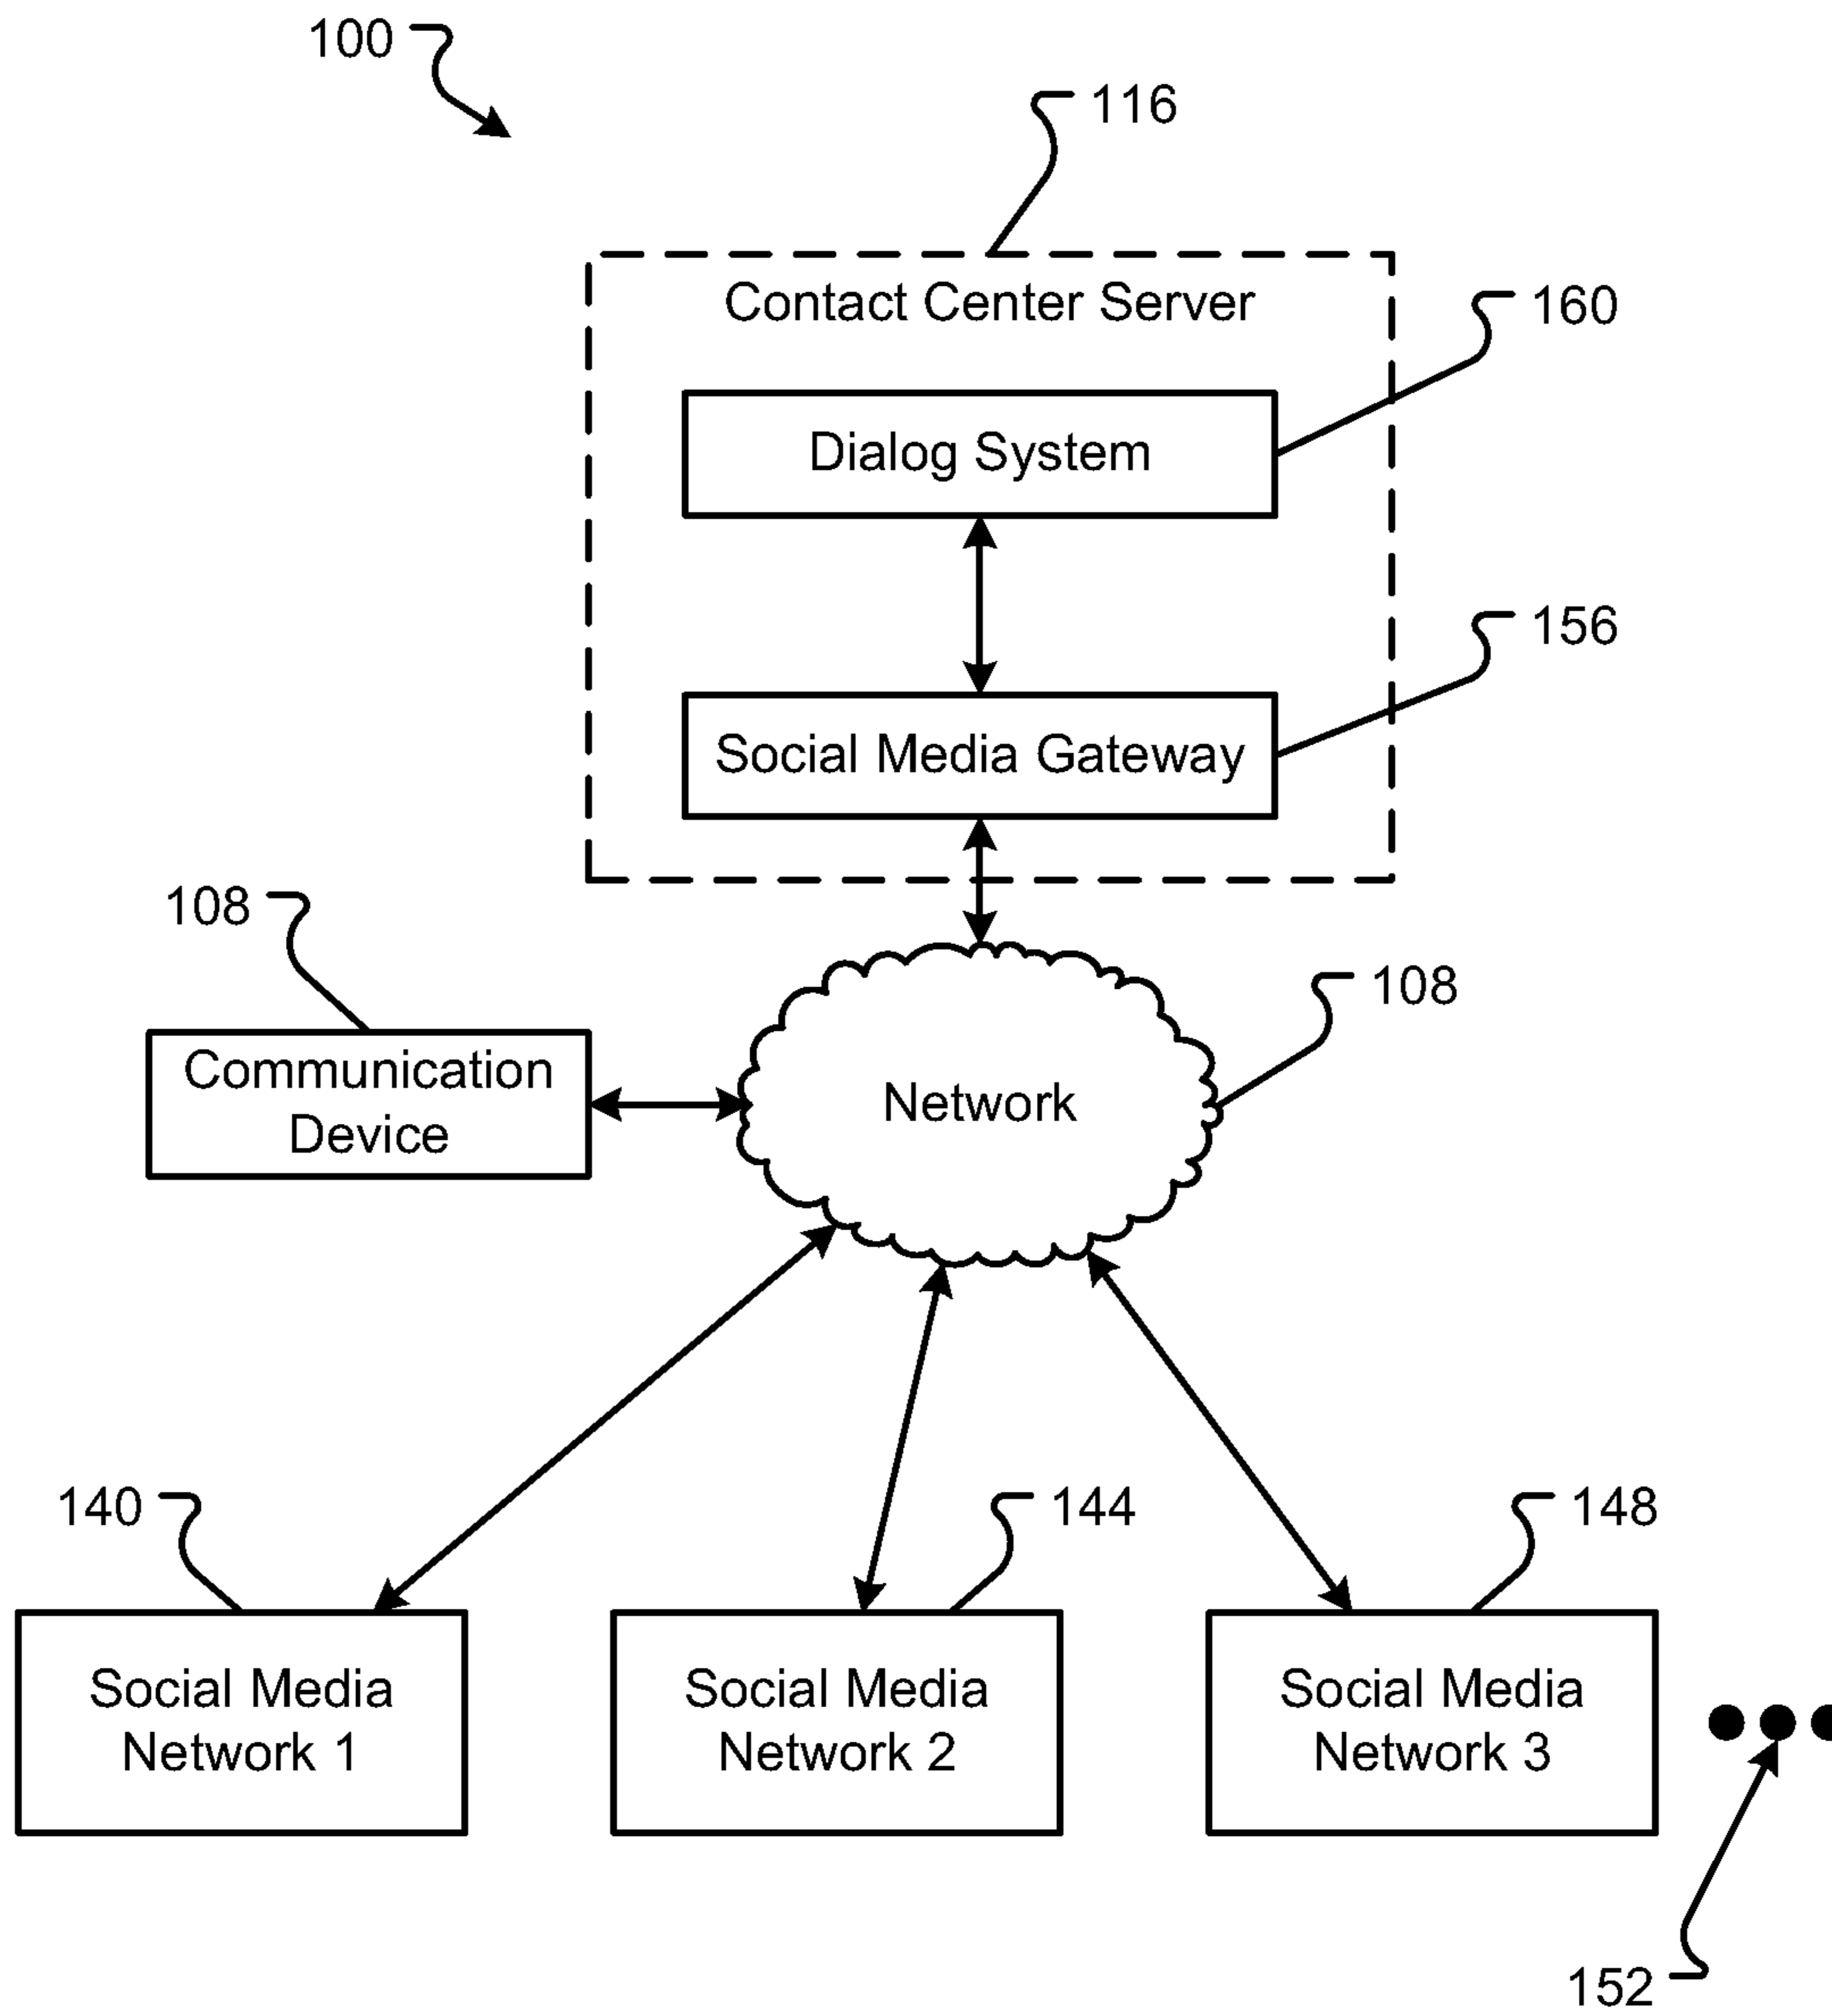 100
116
Contact Center Server
160
Dialog System
156
Social Media Gateway
108
108
Communication
Device
Network
140
144
148
Social Media
Network 1
Social Media
Network 2
Social Media
Network 3
152